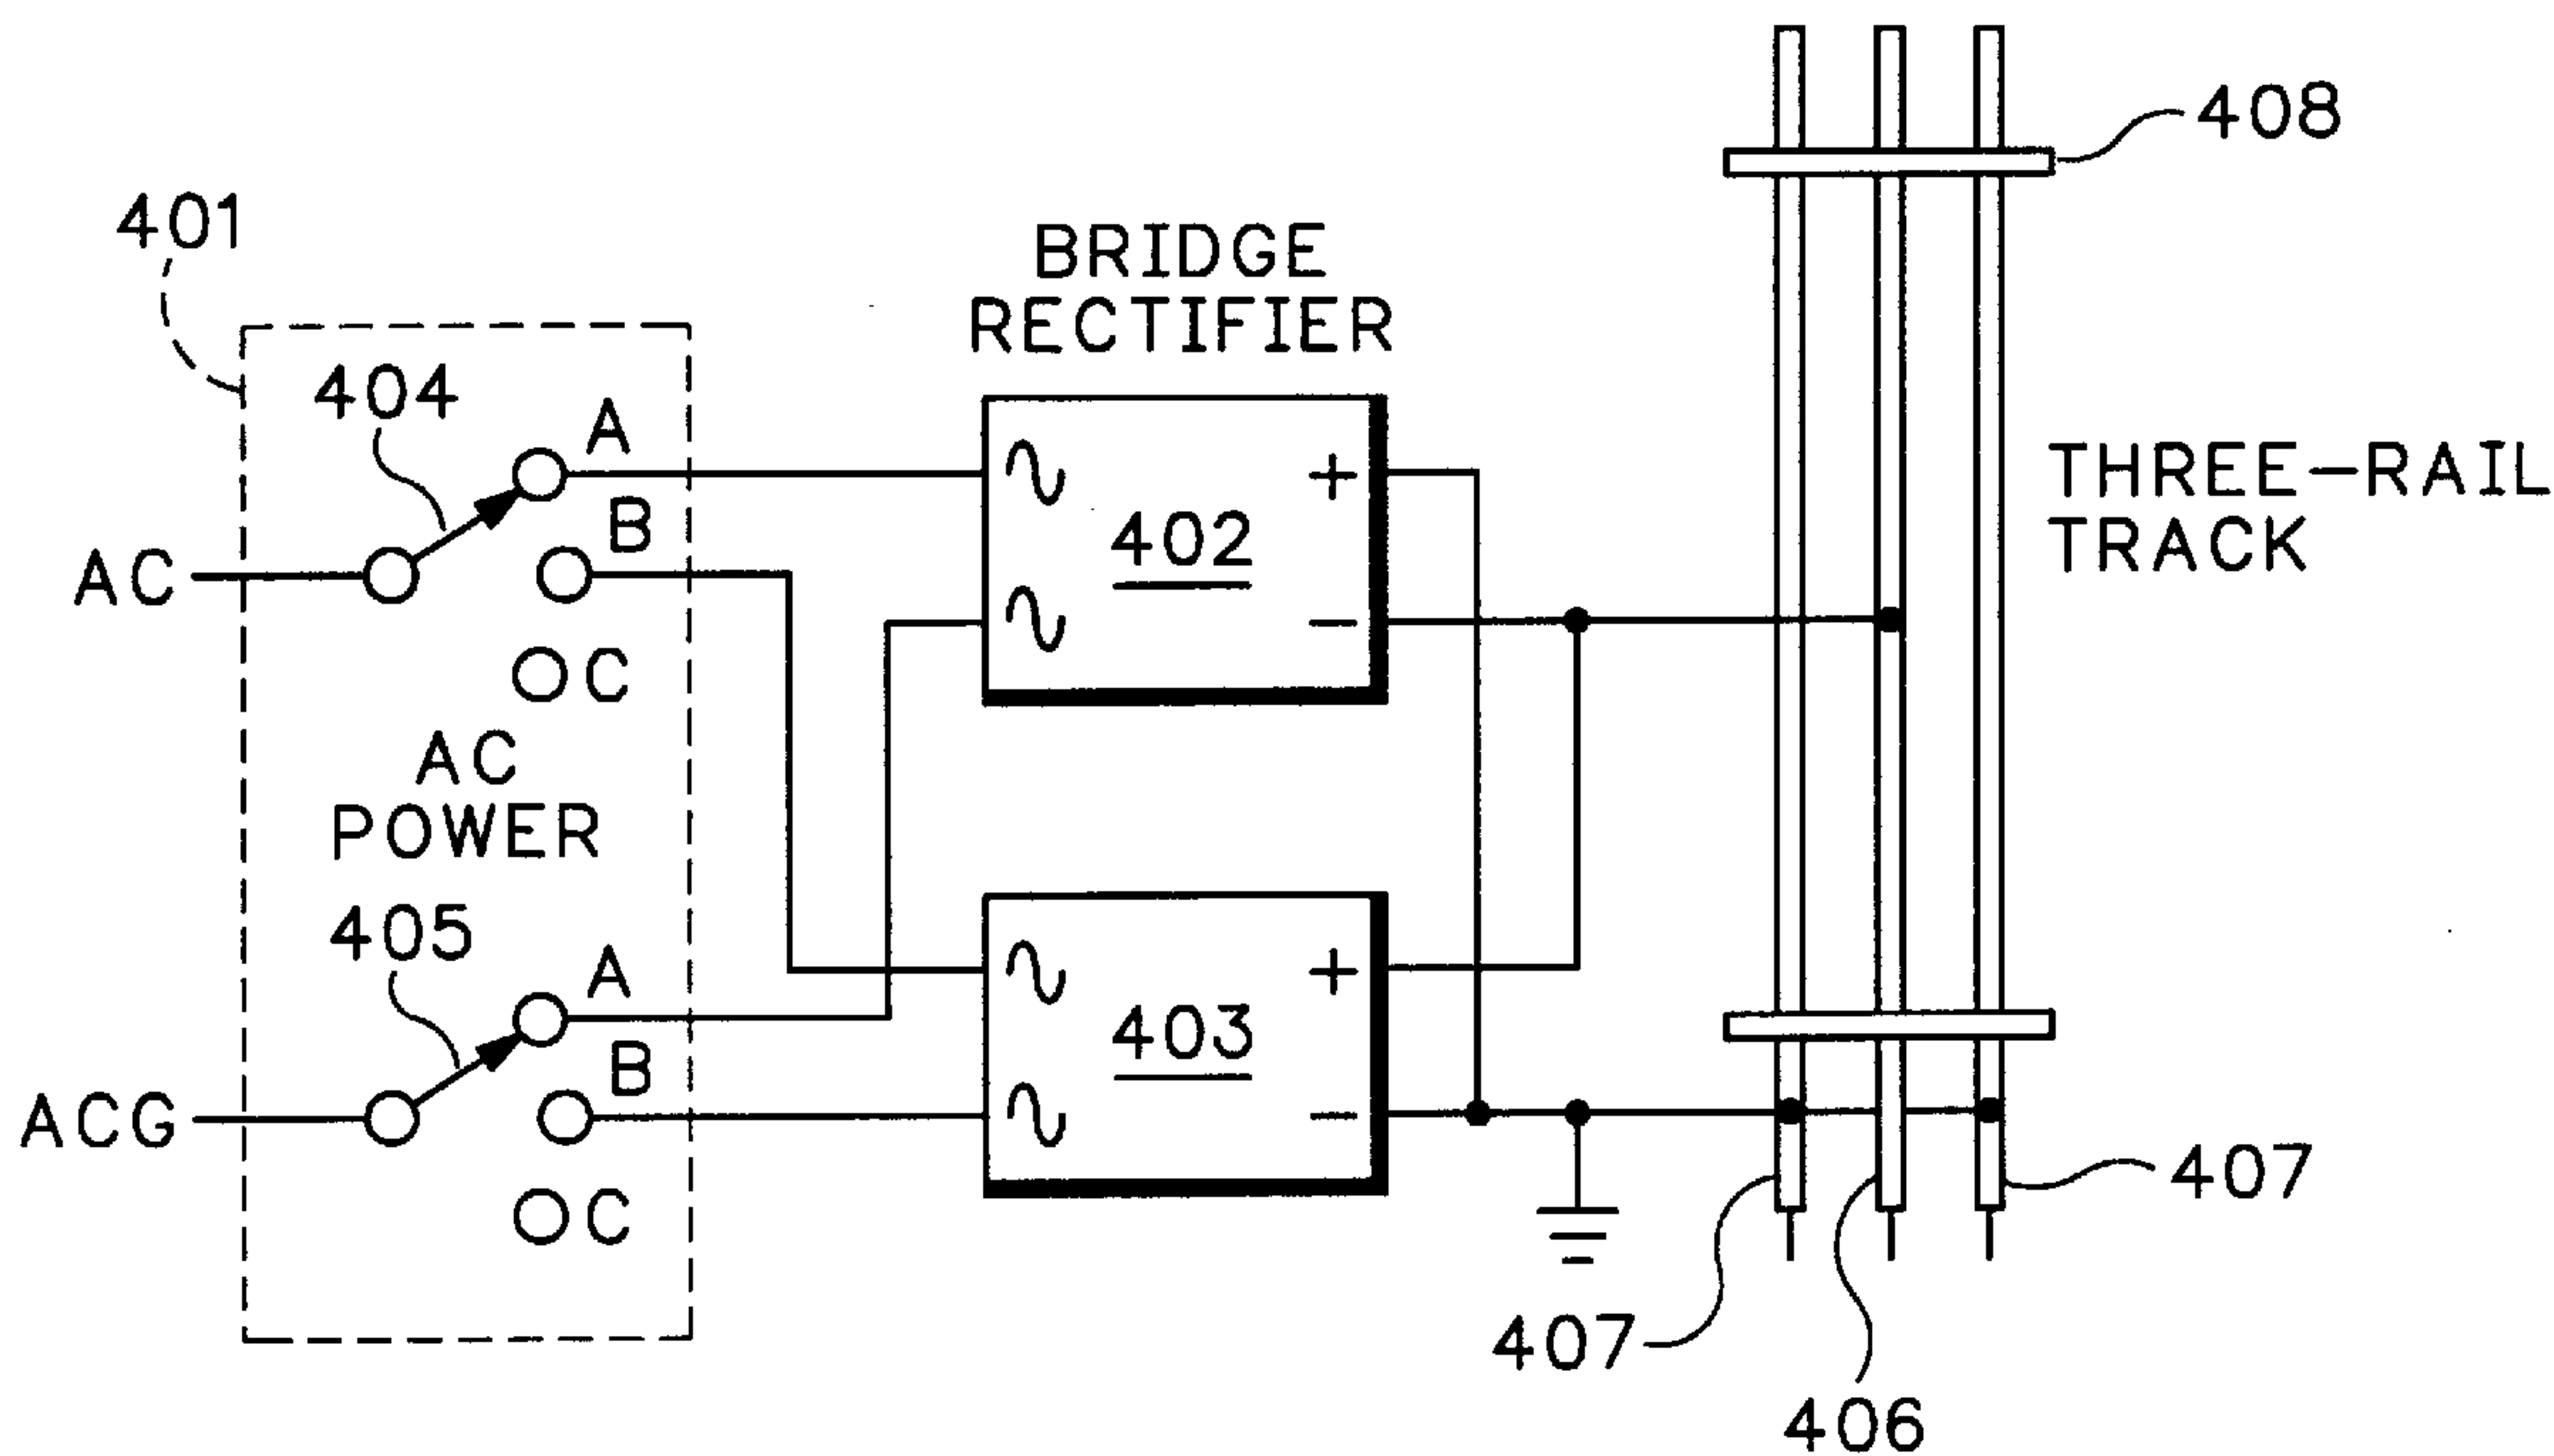 408
401
BRIDGE
RECTIFIER
404
A
B
C
AC
402
+
−
THREE-RAIL
TRACK
AC
POWER
405
A
B
C
ACG
403
+
−
407
407
406